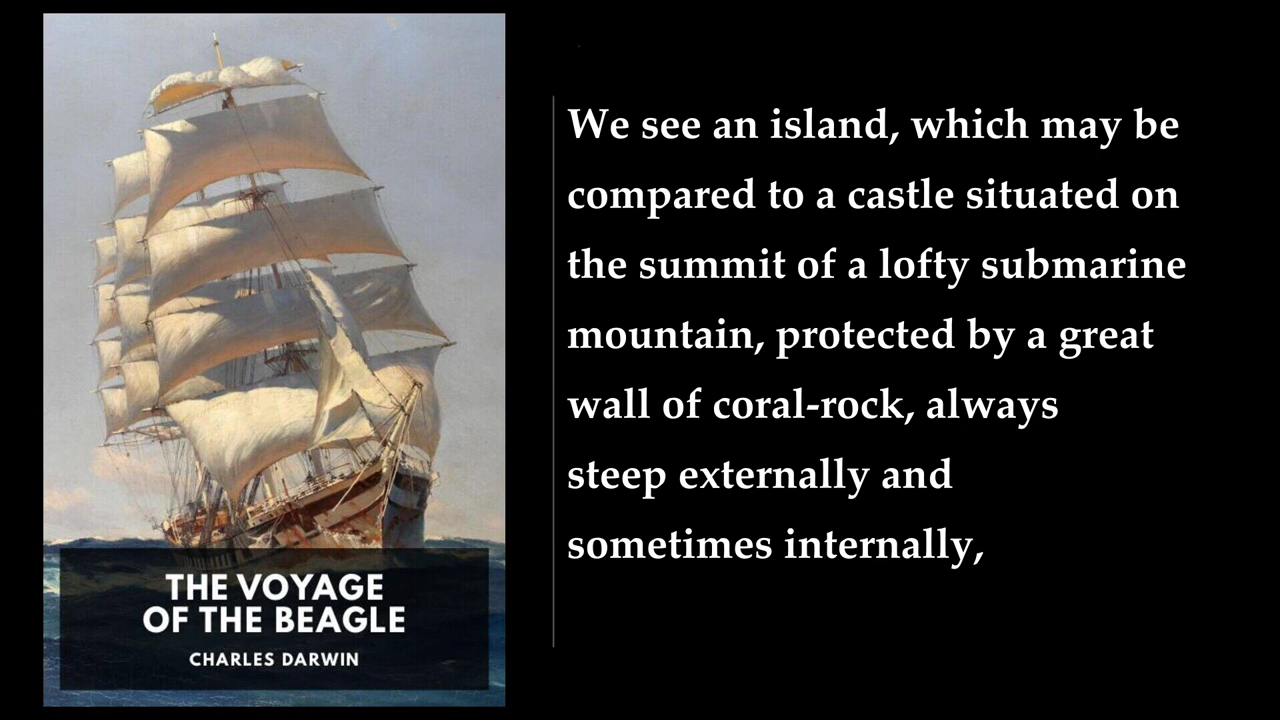 THE VOYAGE
OF THE BEAGLE
CHARLES DARWIN
We see an island, which may be
compared to a castle situated on
the summit of a lofty submarine
mountain, protected by a great
wall of coral-rock, always
steep externally and
sometimes internally,